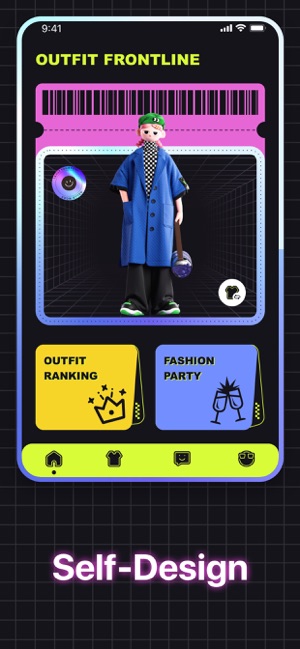 9:41
OUTFIT FRONTLINE
OUTFIT
RANKING
FASHION
PARTY
Self-Design